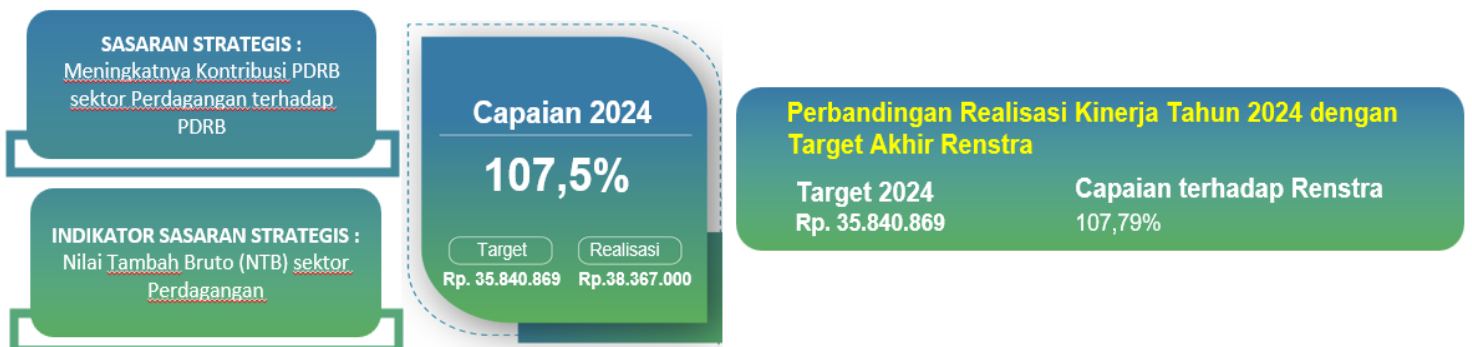 SASARAN STRATEGIS :
Meningkatnya Kontribusi PDRB
sektor Perdagangan terhadap
PDRB
INDIKATOR SASARAN STRATEGIS :
Nilai Tambah Bruto (NTB) sektor
Perdagangan
Capaian 2024
107,5%
Target Realisasi
Rp. 35.840.869 Rp.38.367.000
Perbandingan Realisasi Kinerja Tahun 2024 dengan
Target Akhir Renstra
Target 2024 Capaian terhadap Renstra
Rp. 35.840.869 107,79%